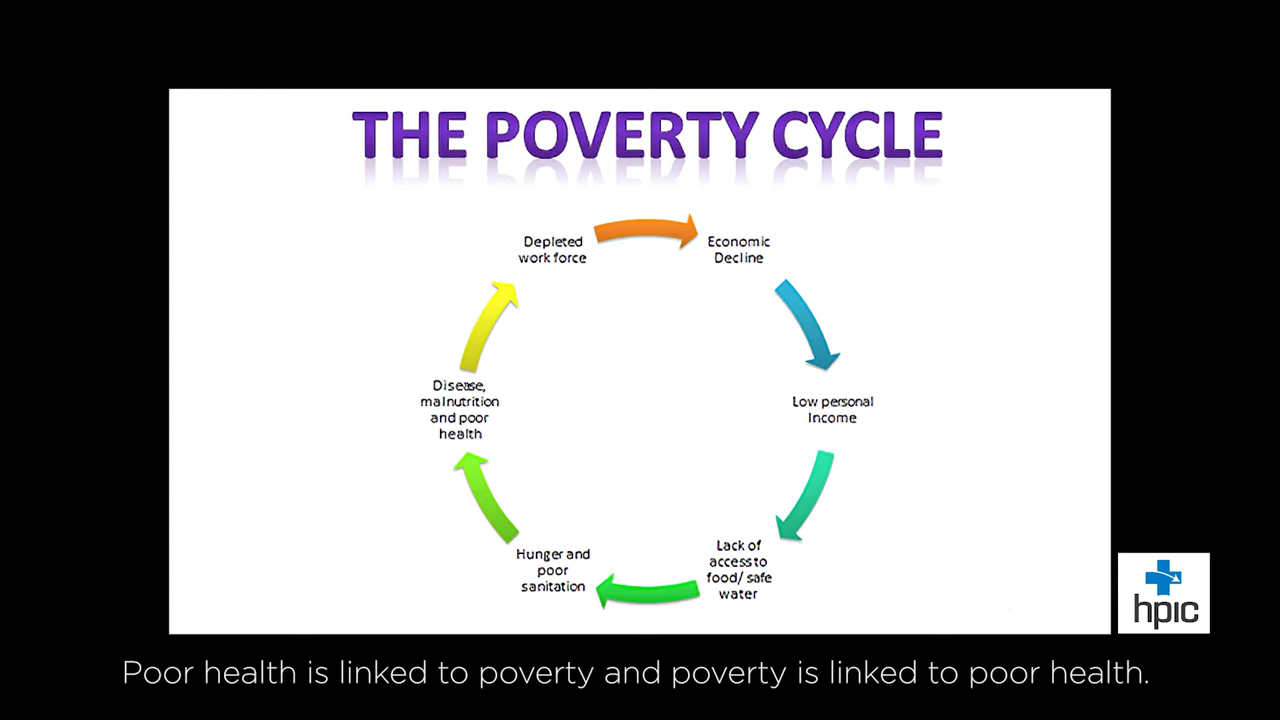 THE POVERTY CYCLE
Depleted
work force
Economic
Decline
Low personal
Income
Lack of
access to
food/ safe
water
Hunger and
poor
sanitation
Disease,
malnutrition
and poor
health
hpic
Poor health is linked to poverty and poverty is linked to poor health.